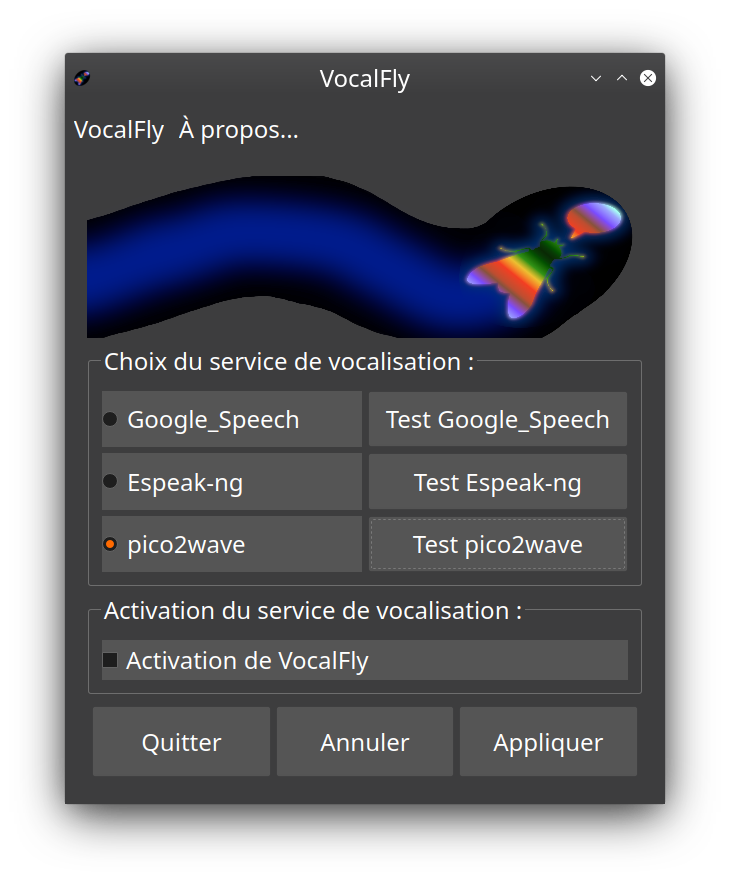 VocalFly
VocalFly À propos...
Choix du service de vocalisation :
Google_Speech Test Google_Speech
Espeak-ng Test Espeak-ng
pico2wave Test pico2wave
Activation du service de vocalisation :
Activation de VocalFly
Quitter Annuler Appliquer